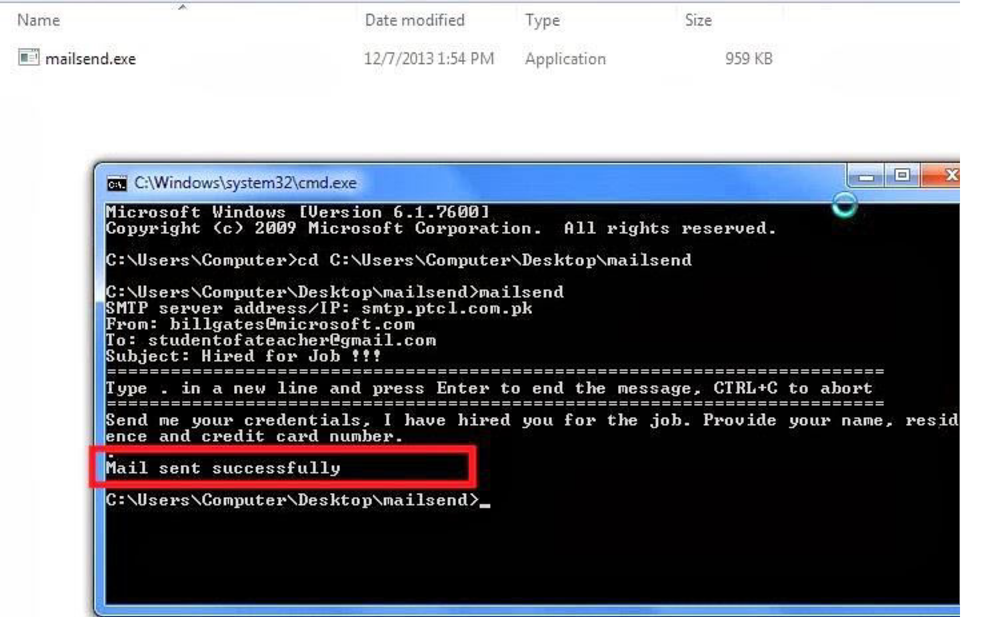 Name Date modified Type Size
mailsend.exe 12/7/2013 1:54 PM Application 959 KB
C:\Windows\system32\cmd.exe
Microsoft Windows [Version 6.1.7600]
Copyright (c) 2009 Microsoft Corporation.  All rights reserved.
C:\Users\Computer>cd C:\Users\Computer\Desktop\mailsend
C:\Users\Computer\Desktop\mailsend>mailsend
SMTP server address/IP: smtp.ptcl.com.pk
From: billgates@microsoft.com
To: studentofateacher@gmail.com
Subject: Hired for Job !!!
=========================================================================
Type . in a new line and press Enter to end the message, CTRL+C to abort
=========================================================================
Send me your credentials, I have hired you for the job. Provide your name, resid
ence and credit card number.
.
Mail sent successfully
C:\Users\Computer\Desktop\mailsend>_